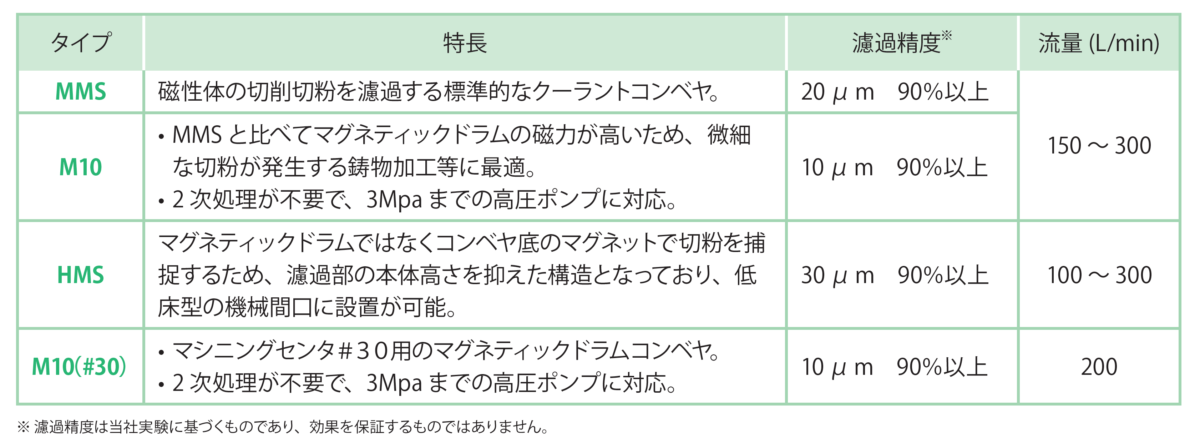 タイプ 特長 濾過精度※ 流量 (L/min)
MMS 磁性体の切削切粉を濾過する標準的なクーラントコンベヤ。 20 μ m 90%以上
150 ～ 300
M10
・MMS と比べてマグネティックドラムの磁力が高いため、微細
な切粉が発生する鋳物加工等に最適。
・2 次処理が不要で、3Mpa までの高圧ポンプに対応。
10 μ m 90%以上
HMS
マグネティックドラムではなくコンベヤ底のマグネットで切粉を捕
捉するため、濾過部の本体高さを抑えた構造となっており、低
床型の機械間口に設置が可能。
30 μ m 90%以上
100 ～ 300
M10(#30)
・マシニングセンタ＃３０用のマグネティックドラムコンベヤ。
・2 次処理が不要で、3Mpa までの高圧ポンプに対応。
10 μ m 90%以上
200
※ 濾過精度は当社実験に基づくものであり、効果を保証するものではありません。